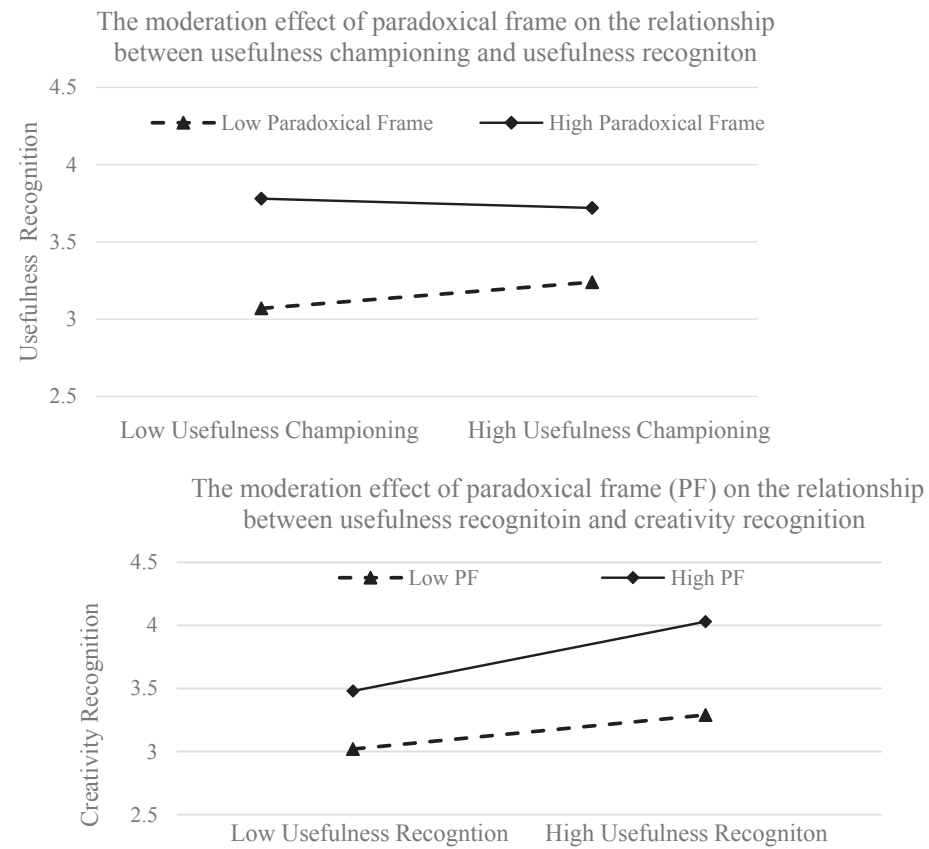 The moderation effect of paradoxical frame on the relationship
between usefulness championing and usefulness recogniton
4.5
Low Paradoxical Frame
High Paradoxical Frame
4
3.5
3
2.5
Usefulness Recognition
Low Usefulness Championing
High Usefulness Championing
The moderation effect of paradoxical frame (PF) on the relationship
between usefulness recognitoin and creativity recognition
4.5
Low PF
High PF
4
3.5
3
2.5
Creativity Recognition
Low Usefulness Recogntion
High Usefulness Recogniton